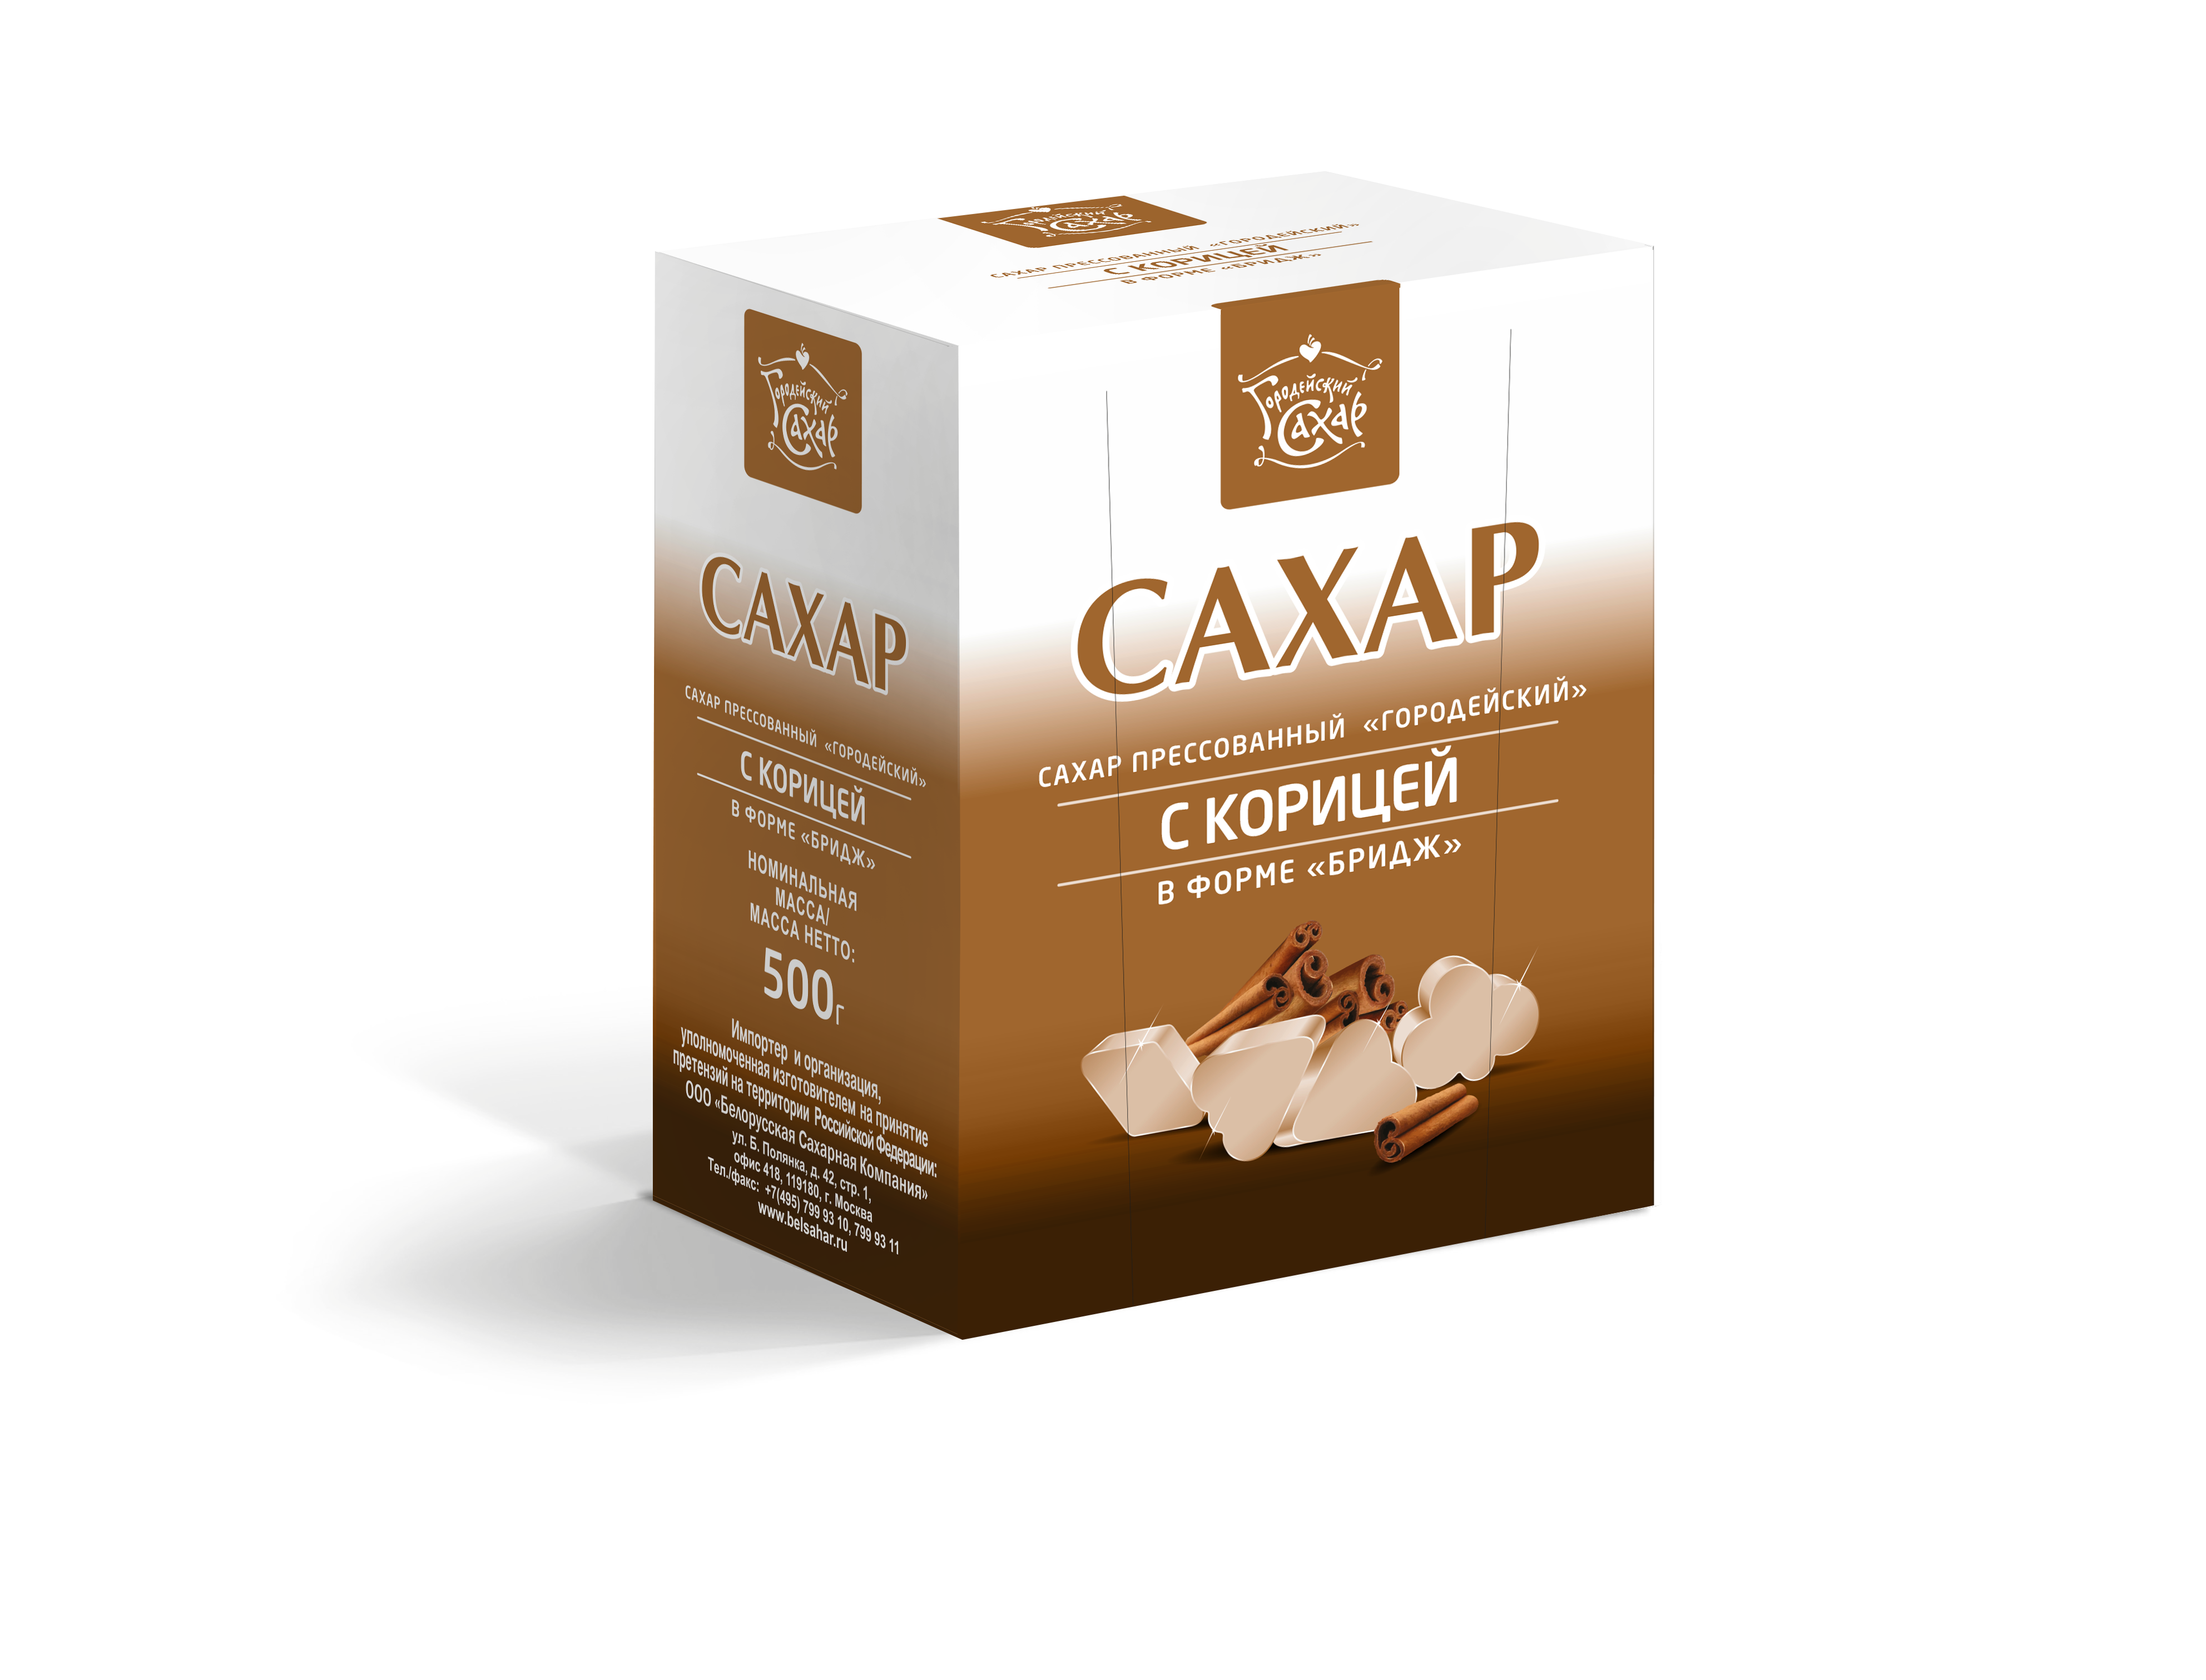 Городейский
Сахар
САХАР ПРЕССОВАННЫЙ «ГОРОДЕЙСКИЙ»
С КОРИЦЕЙ
В ФОРМЕ «БРИДЖ»
Городейский
Сахар
САХАР
САХАР ПРЕССОВАННЫЙ «ГОРОДЕЙСКИЙ»
С КОРИЦЕЙ
В ФОРМЕ «БРИДЖ»
НОМИНАЛЬНАЯ
МАССА/
МАССА НЕТТО:
500г
Импортер и организация,
уполномоченная изготовителем на принятие
претензий на территории Российской Федерации:
ООО «Белорусская Сахарная Компания»
ул. Б. Полянка, д. 42, стр. 1,
офис 418, 119180, г. Москва
Тел./факс: +7(495) 799 93 10, 799 93 11
www.belsahar.ru
Городейский
Сахар
САХАР
САХАР ПРЕССОВАННЫЙ «ГОРОДЕЙСКИЙ»
С КОРИЦЕЙ
В ФОРМЕ «БРИДЖ»